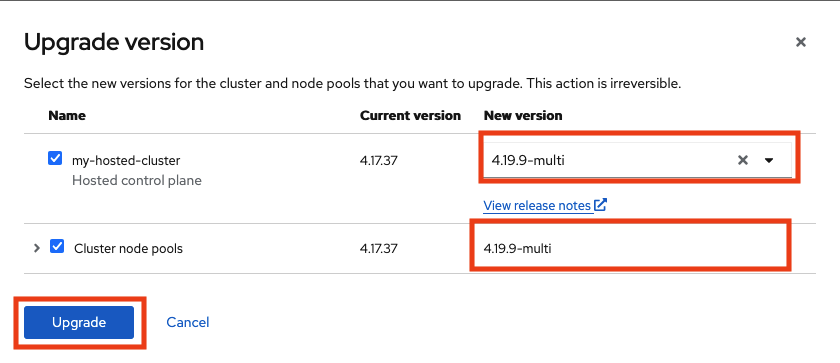 Upgrade version
Select the new versions for the cluster and node pools that you want to upgrade. This action is irreversible.
Name Current version New version
my-hosted-cluster 4.17.37 4.19.9-multi
Hosted control plane
View release notes
Cluster node pools 4.17.37 4.19.9-multi
Upgrade Cancel